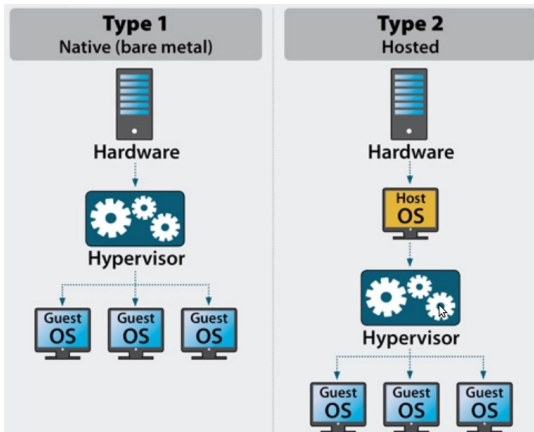 Type 1
Native (bare metal)
Hardware
Hypervisor
Guest
OS
Guest
OS
Guest
OS
Type 2
Hosted
Hardware
Host
OS
Hypervisor
Guest
OS
Guest
OS
Guest
OS